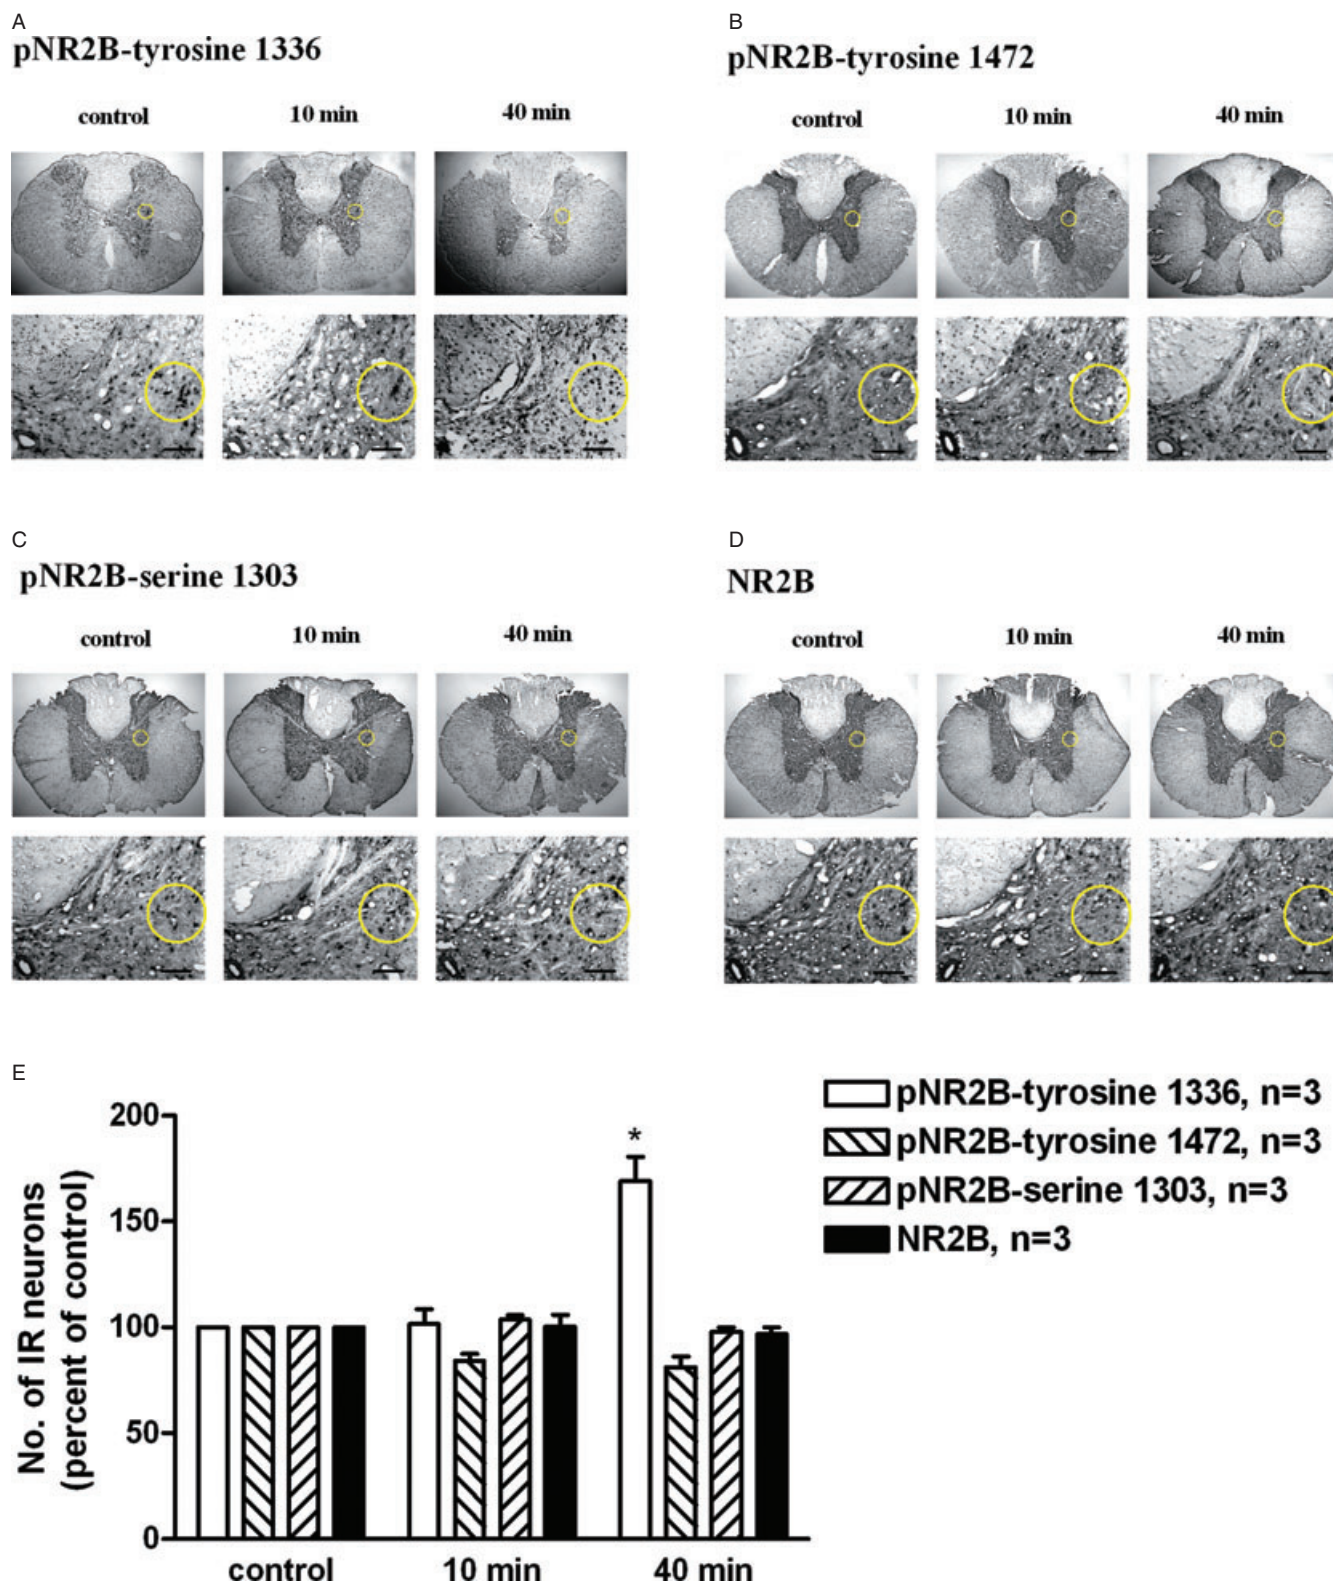 A
pNR2B-tyrosine 1336
control 10 min 40 min
B
pNR2B-tyrosine 1472
control 10 min 40 min
C
pNR2B-serine 1303
control 10 min 40 min
D
NR2B
control 10 min 40 min
E
No. of IR neurons
(percent of control)
200
150
100
50
0
*
control 10 min 40 min
pNR2B-tyrosine 1336, n=3
pNR2B-tyrosine 1472, n=3
pNR2B-serine 1303, n=3
NR2B, n=3